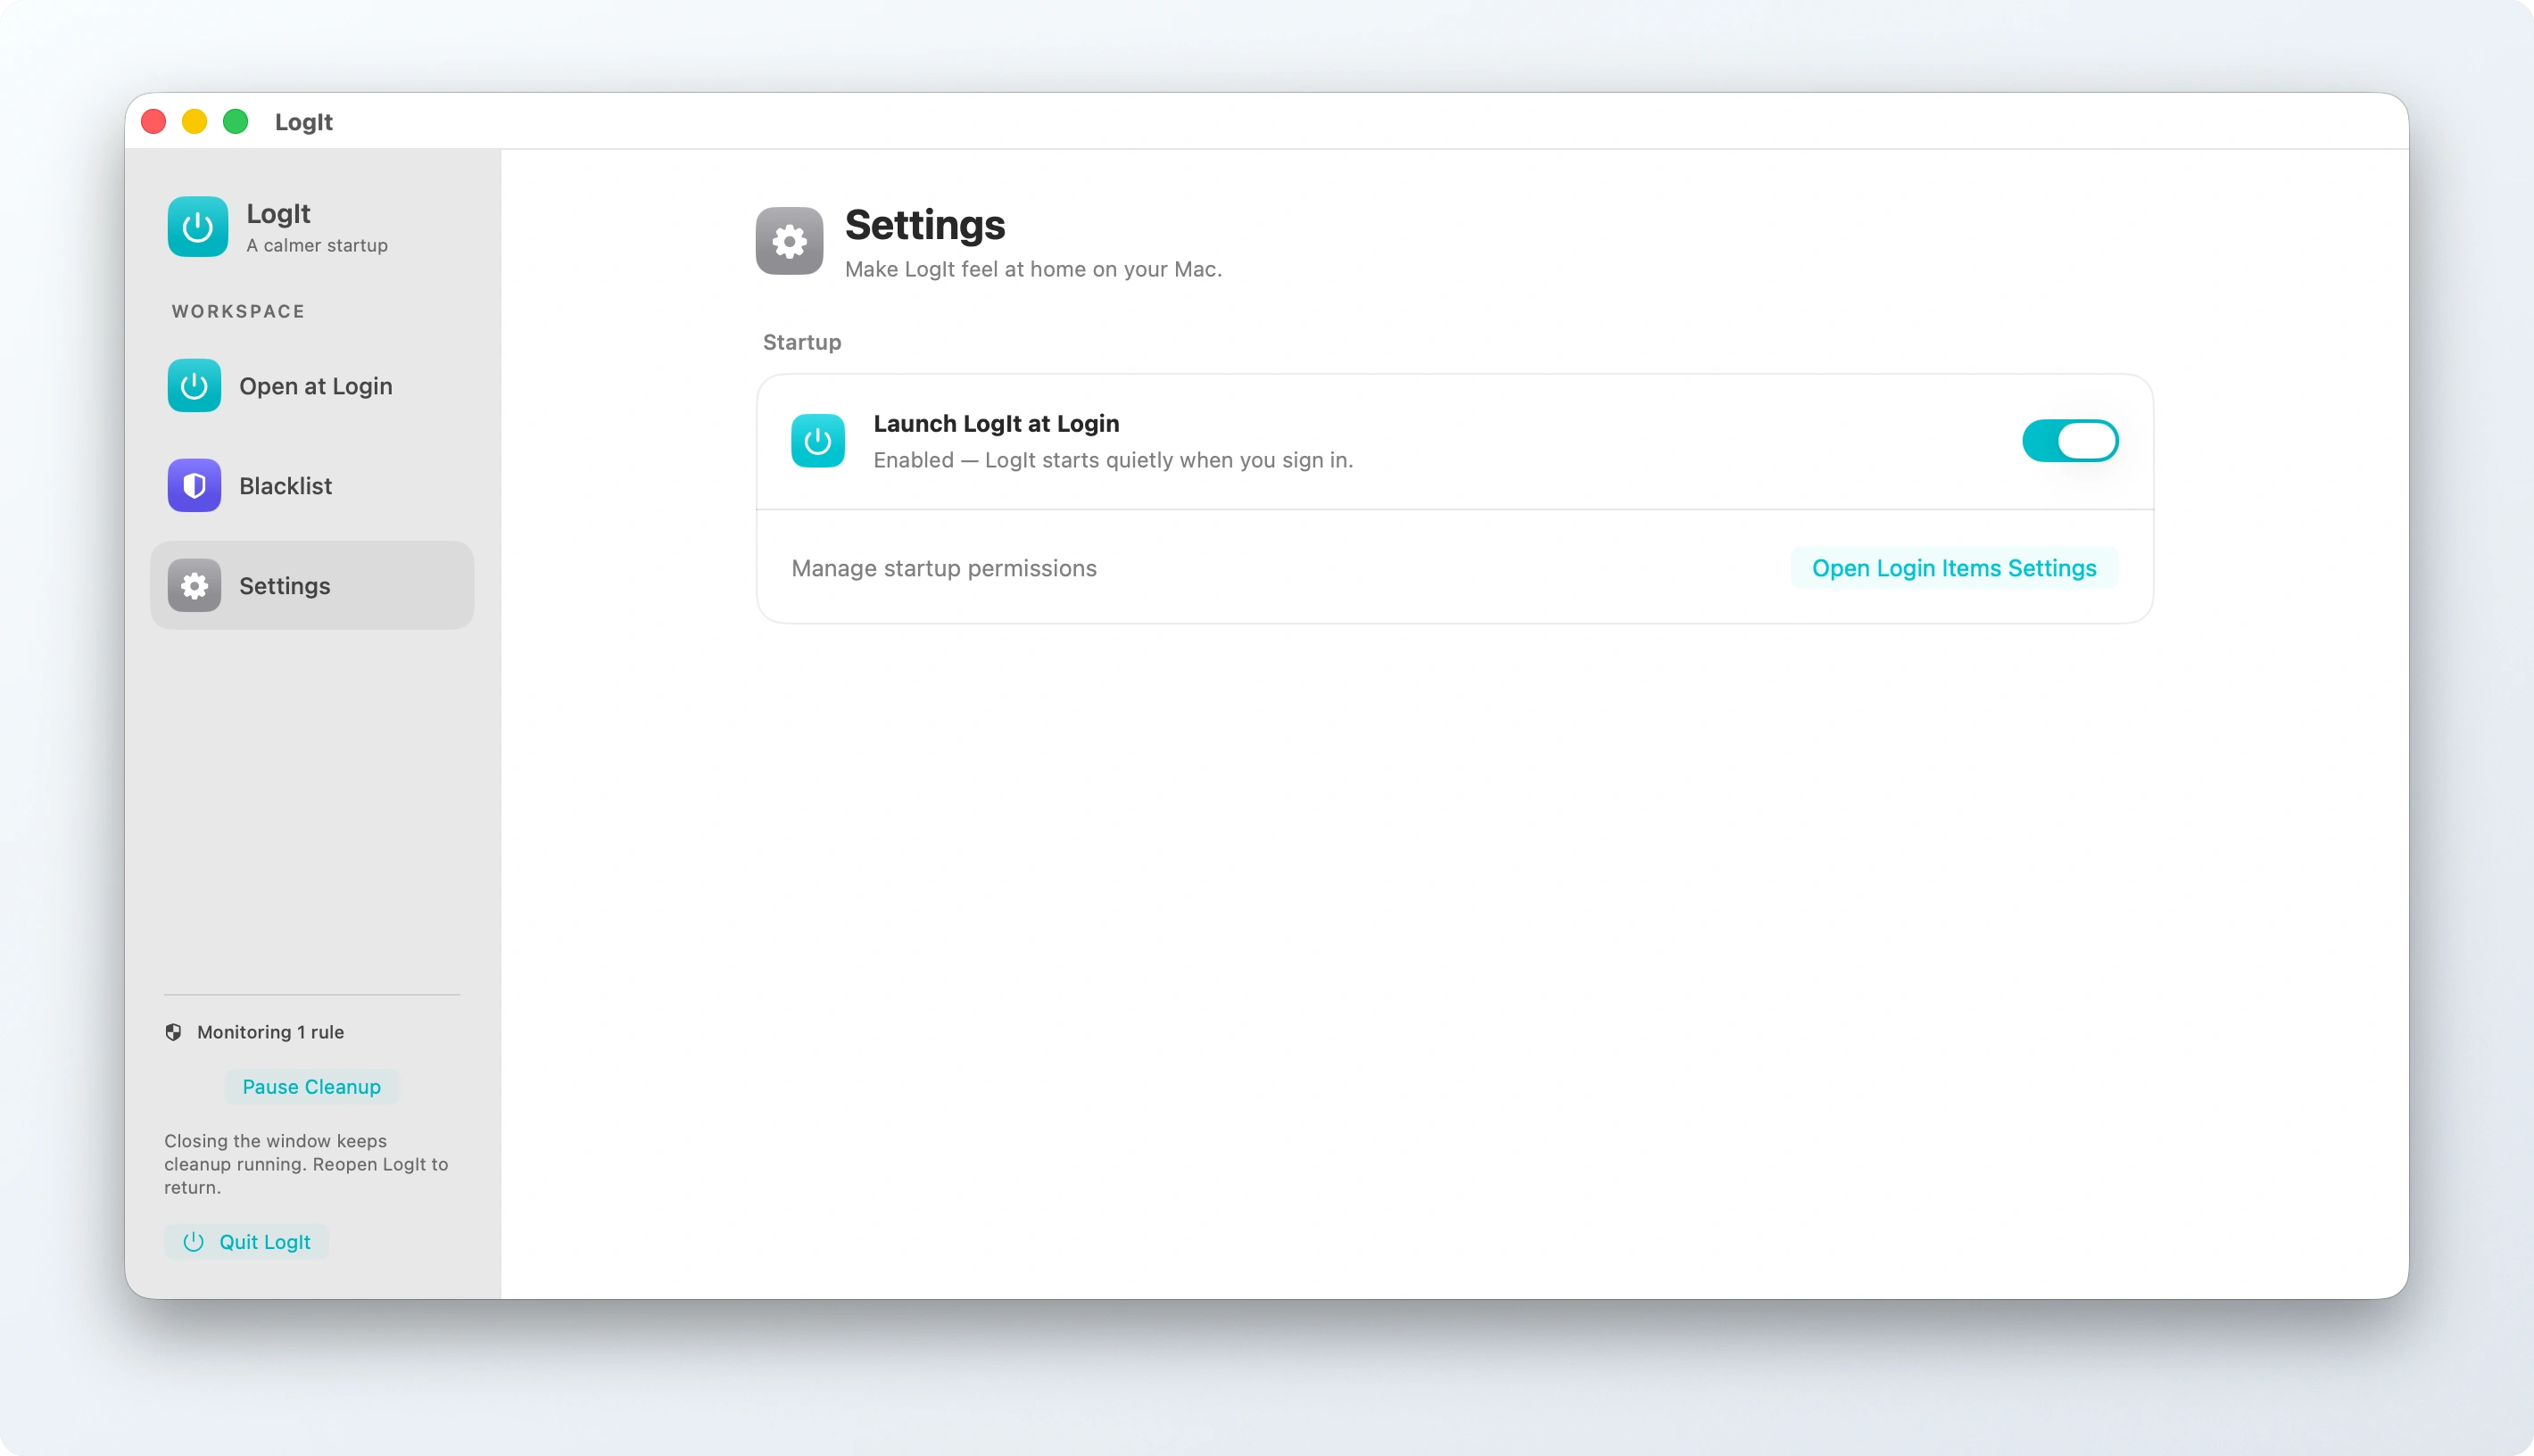 LogIt
LogIt
A calmer startup
WORKSPACE
Open at Login
Blacklist
Settings
Monitoring 1 rule
Pause Cleanup
Closing the window keeps
cleanup running. Reopen LogIt to
return.
Quit LogIt
Settings
Make LogIt feel at home on your Mac.
Startup
Launch LogIt at Login
Enabled — LogIt starts quietly when you sign in.
Manage startup permissions
Open Login Items Settings